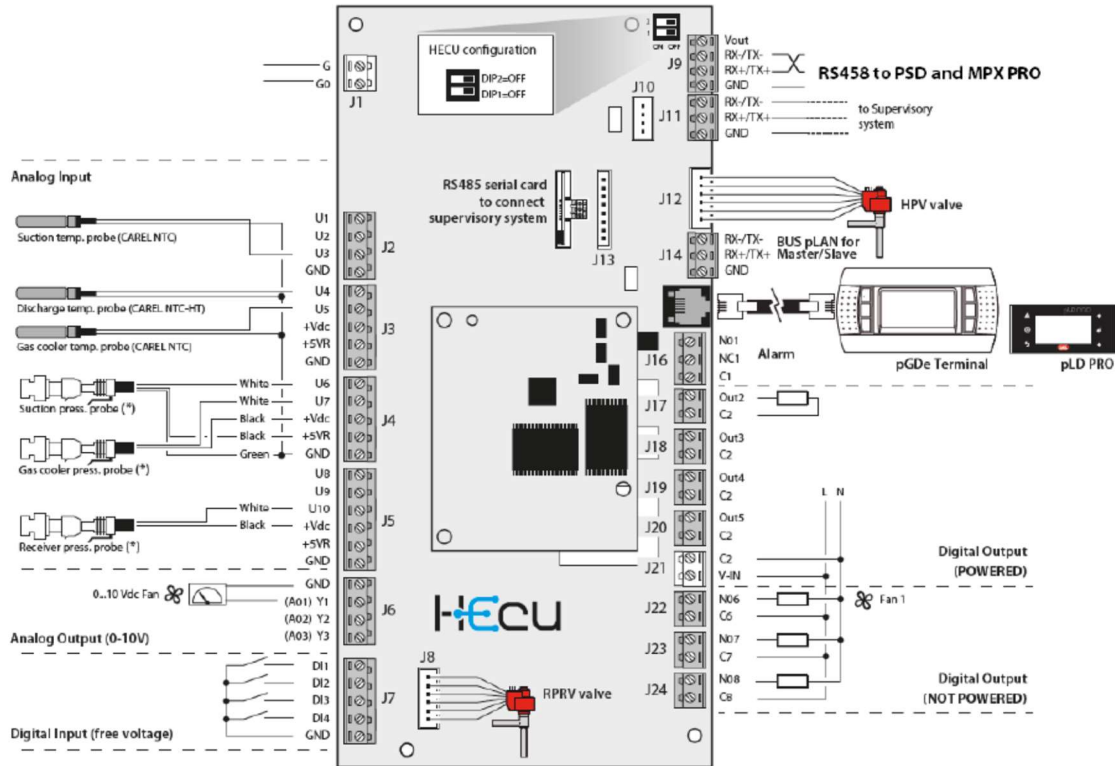 HECU configuration
DIP2=OFF
DIP1=OFF
2
1
ON OFF
G
G0
J1
J9
Vout
RX-/TX-
RX+/TX+
GND
RS458 to PSD and MPX PRO
J10
J11
RX-/TX-
RX+/TX+
GND
to Supervisory
system
Analog Input
Suction temp. probe (CAREL NTC)
U1
U2
U3
GND
J2
Discharge temp. probe (CAREL NTC-HT)
Gas cooler temp. probe (CAREL NTC)
U4
U5
+Vdc
+5VR
GND
J3
Suction press. probe (*)
Gas cooler press. probe (*)
White
White
Black
Black
Green
U6
U7
+Vdc
+5VR
GND
J4
Receiver press. probe (*)
White
Black
U8
U9
U10
+Vdc
+5VR
GND
J5
0...10 Vdc Fan
GND
(A01) Y1
(A02) Y2
(A03) Y3
J6
Analog Output (0-10V)
DI1
DI2
DI3
DI4
GND
J7
Digital Input (free voltage)
RS485 serial card
to connect
supervisory system
J13
J12
HPV valve
J14
RX-/TX-
RX+/TX+
GND
BUS pLAN for
Master/Slave
pGDe Terminal
pLD PRO
J16
N01
NC1
C1
Alarm
J17
Out2
C2
J18
Out3
C2
J19
Out4
C2
J20
Out5
C2
J21
C2
V-IN
L N
Digital Output
(POWERED)
J22
N06
C6
Fan 1
J23
N07
C7
J24
N08
C8
Digital Output
(NOT POWERED)
HECU
J8
RPRV valve